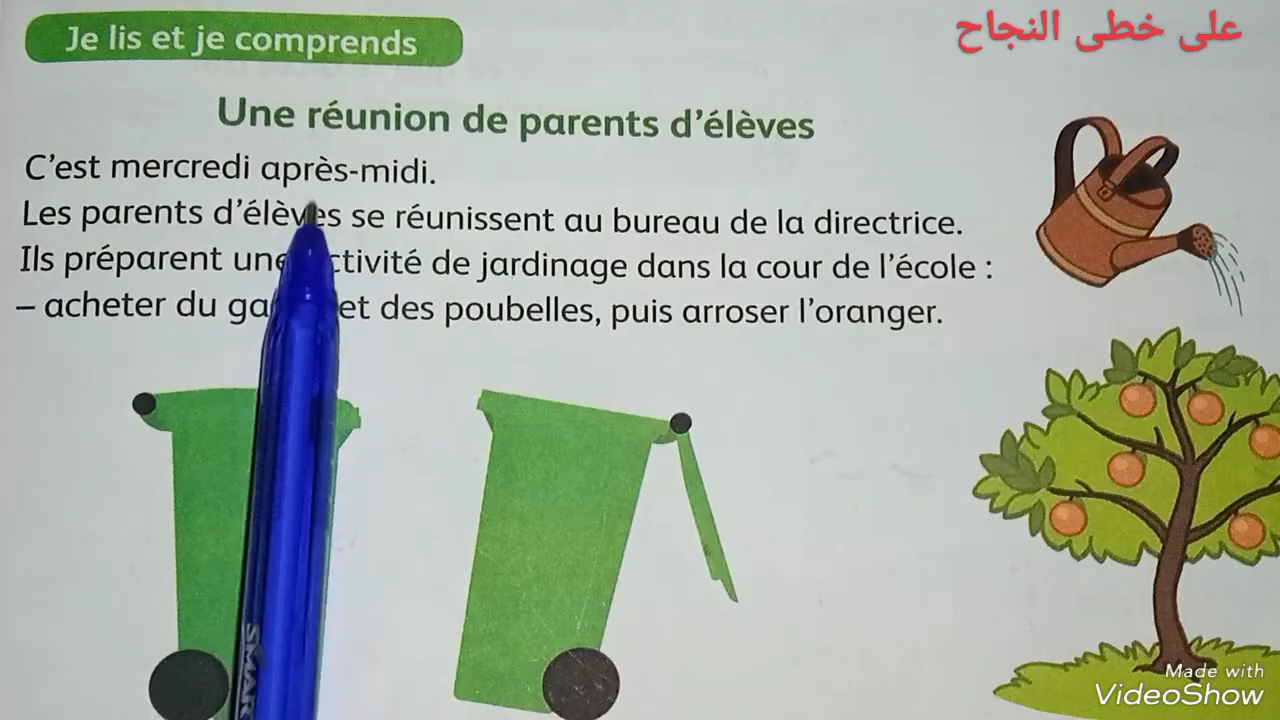 Je lis et je comprends
على خطى النجاح
Une réunion de parents d'élèves
C'est mercredi après-midi.
Les parents d'élèves se réunissent au bureau de la directrice.
Ils préparent une activité de jardinage dans la cour de l'école :
– acheter du et des poubelles, puis arroser l'oranger.
SMAR
Made with
VideoShow